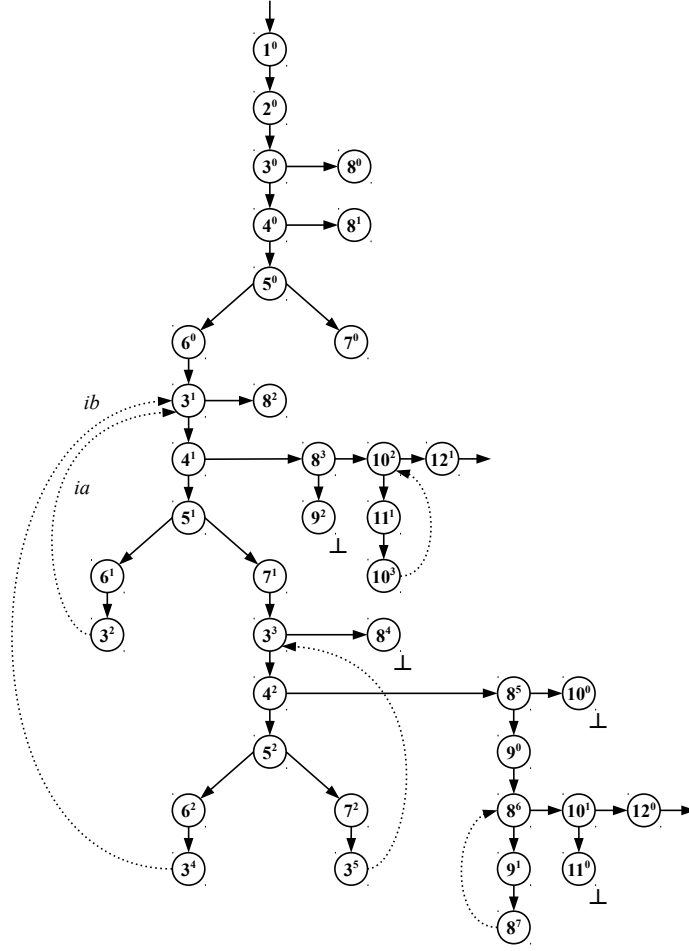 1⁰
2⁰
3⁰ 8⁰
4⁰ 8¹
5⁰
6⁰ 7⁰
ib 3¹ 8²
4¹ 8³ 10² 12¹
ia
5¹ 9² 11¹
⊥
6¹ 7¹ 10³
3² 3³ 8⁴
⊥
4² 8⁵ 10⁰
⊥
5² 9⁰
6² 7² 8⁶ 10¹ 12⁰
3⁴ 3⁵ 9¹ 11⁰
⊥
8⁷